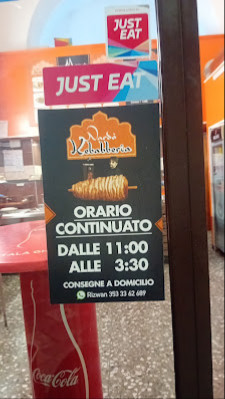 JUST
EAT
JUST EAT
Kebabberia
ORARIO
CONTINUATO
DALLE 11:00
ALLE 3:30
CONSEGNE A DOMICILIO
Rizwan 353 33 62 689
Coca-Cola